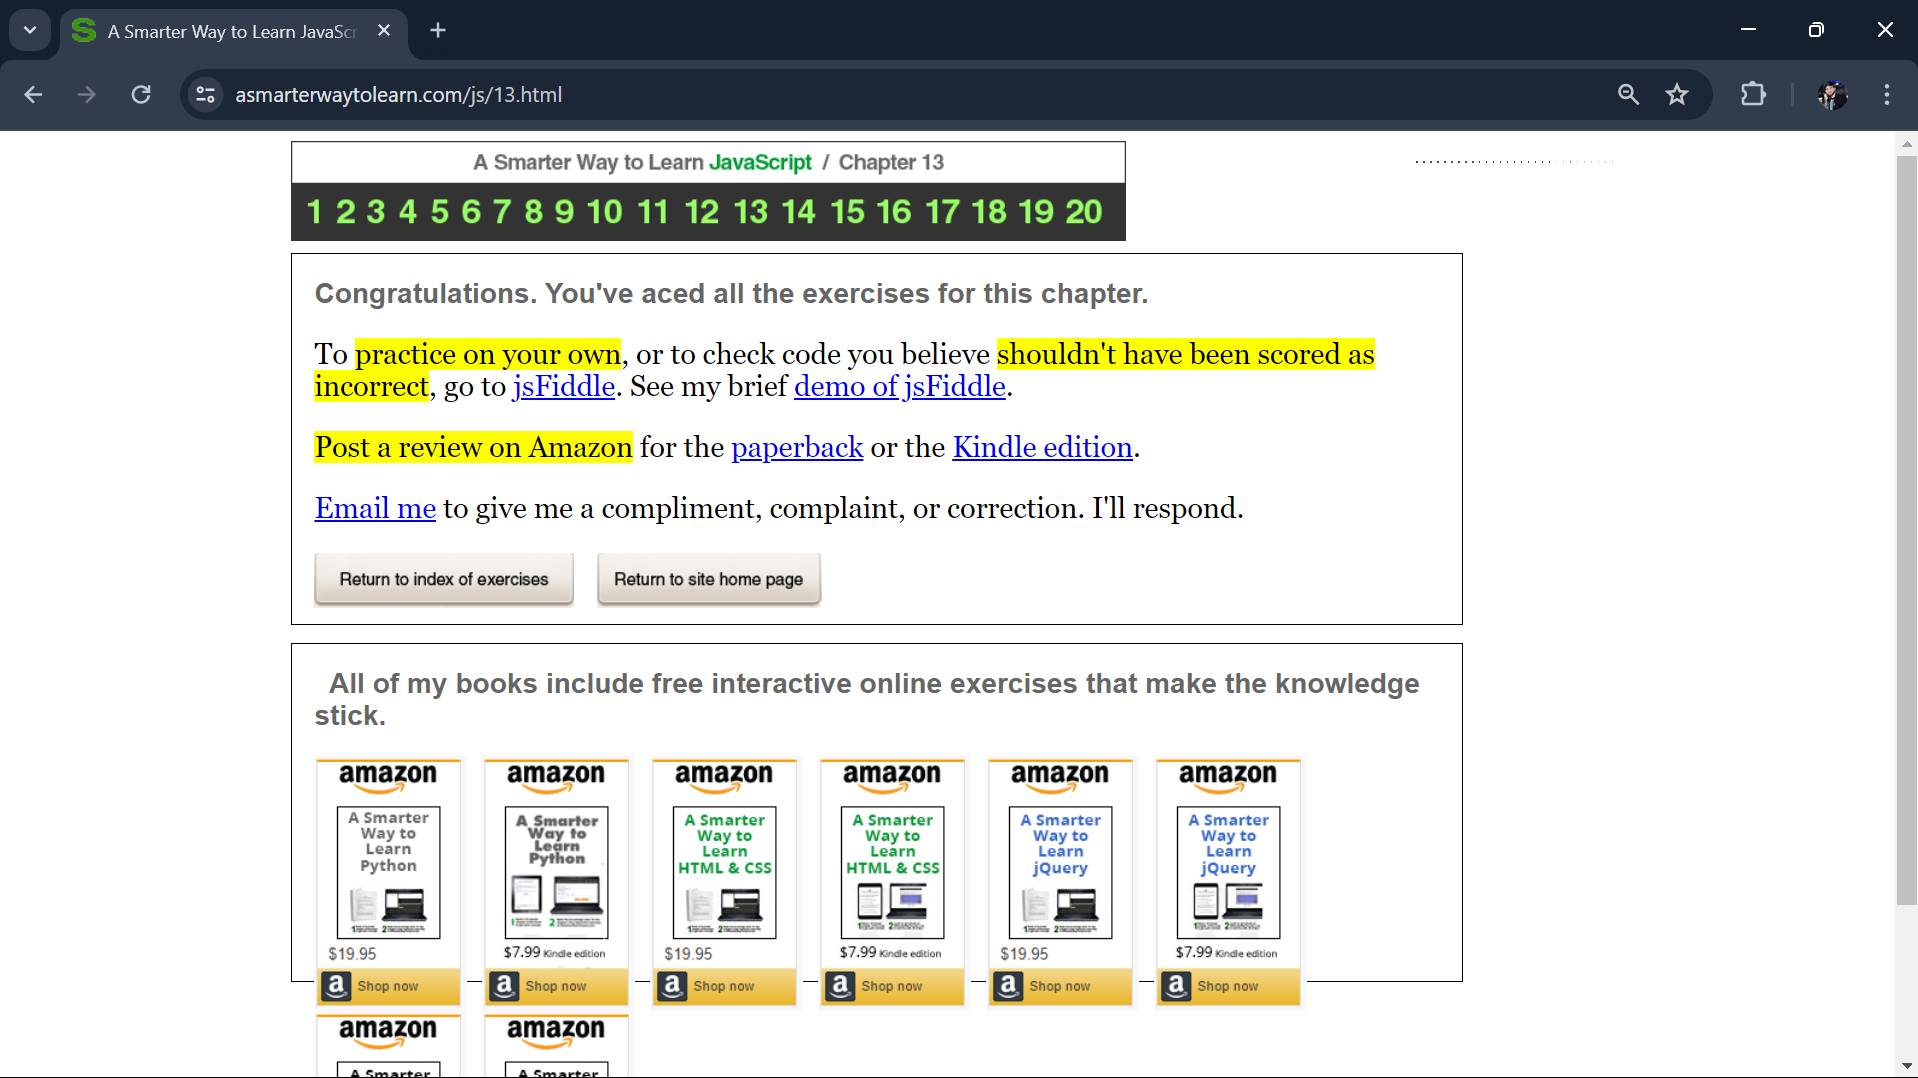 A Smarter Way to Learn JavaScr
asmarterwaytolearn.com/js/13.html
A Smarter Way to Learn JavaScript / Chapter 13
1 2 3 4 5 6 7 8 9 10 11 12 13 14 15 16 17 18 19 20
Congratulations. You've aced all the exercises for this chapter.
To practice on your own, or to check code you believe shouldn't have been scored as
incorrect, go to jsFiddle. See my brief demo of jsFiddle.
Post a review on Amazon for the paperback or the Kindle edition.
Email me to give me a compliment, complaint, or correction. I'll respond.
Return to index of exercises Return to site home page
All of my books include free interactive online exercises that make the knowledge
stick.
amazon
A Smarter
Way to
Learn
Python
$19.95
a Shop now
amazon
A Smarter
Way to
Learn
Python
$7.99 Kindle edition
a Shop now
amazon
A Smarter
Way to
Learn
HTML & CSS
$19.95
a Shop now
amazon
A Smarter
Way to
Learn
HTML & CSS
$7.99 Kindle edition
a Shop now
amazon
A Smarter
Way to
Learn
jQuery
$19.95
a Shop now
amazon
A Smarter
Way to
Learn
jQuery
$7.99 Kindle edition
a Shop now
amazon
A Smarter
amazon
A Smarter